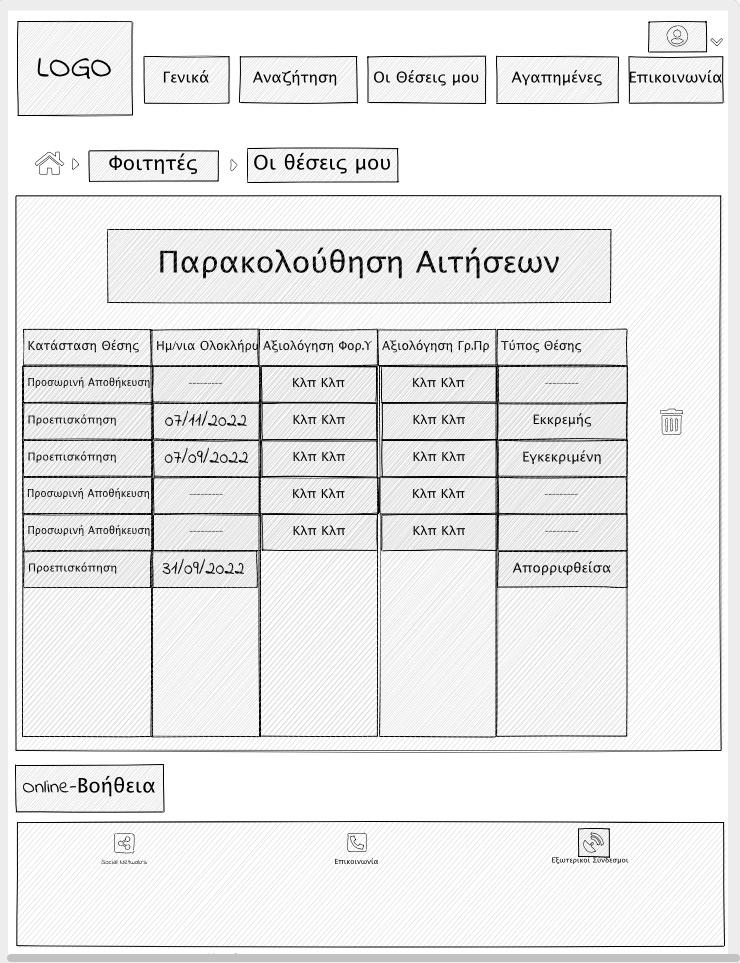 LOGO
Γενικά Αναζήτηση Οι Θέσεις μου Αγαπημένες Επικοινωνία
Φοιτητές Οι θέσεις μου
Παρακολούθηση Αιτήσεων
Κατάσταση Θέσης Ημ/νια Ολοκλήρω Αξιολόγηση Φορ.Υ Αξιολόγηση Γρ.Πρ Τύπος Θέσης
Προσωρινή Αποθήκευση --------- Κλπ Κλπ Κλπ Κλπ ---------
Προεπισκόπηση 07/11/2022 Κλπ Κλπ Κλπ Κλπ Εκκρεμής
Προεπισκόπηση 07/09/2022 Κλπ Κλπ Κλπ Κλπ Εγκεκριμένη
Προσωρινή Αποθήκευση --------- Κλπ Κλπ Κλπ Κλπ ---------
Προσωρινή Αποθήκευση --------- Κλπ Κλπ Κλπ Κλπ ---------
Προεπισκόπηση 31/09/2022 Απορριφθείσα
Online-Βοήθεια
Social Networks Επικοινωνία Εξωτερικοί Σύνδεσμοι